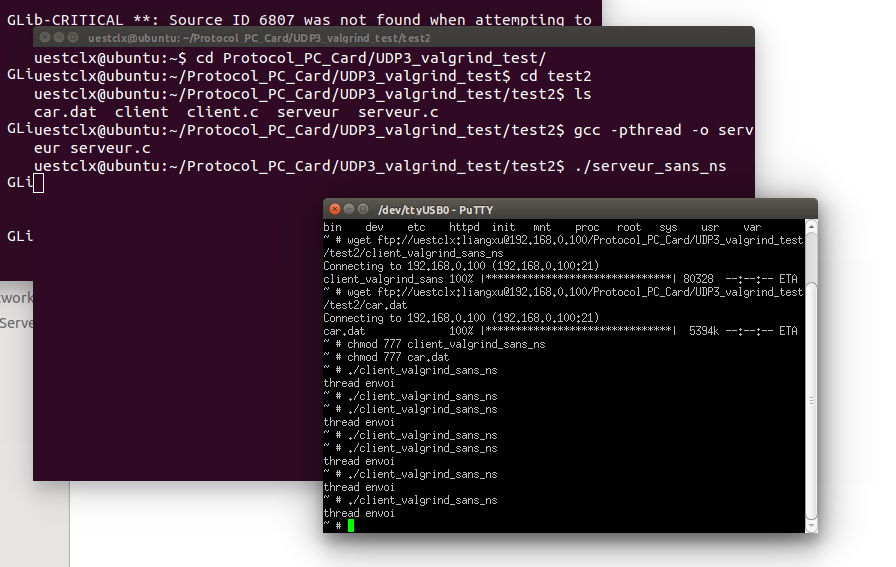 GLib-CRITICAL **: Source ID 6807 was not found when attempting to
uestclx@ubuntu: ~/Protocol_PC_Card/UDP3_valgrind_test/test2
uestclx@ubuntu:~$ cd Protocol_PC_Card/UDP3_valgrind_test/
GLi
uestclx@ubuntu:~/Protocol_PC_Card/UDP3_valgrind_test$ cd test2
uestclx@ubuntu:~/Protocol_PC_Card/UDP3_valgrind_test/test2$ ls
car.dat  client  client.c  serveur  serveur.c
GLi
uestclx@ubuntu:~/Protocol_PC_Card/UDP3_valgrind_test/test2$ gcc -pthread -o serv
eur serveur.c
uestclx@ubuntu:~/Protocol_PC_Card/UDP3_valgrind_test/test2$ ./serveur_sans_ns
GLi
GLi
twork
Serve
/dev/ttyUSB0 - PuTTY
bin    dev    etc    httpd  init   mnt    proc   root   sys    usr    var
~ # wget ftp://uestclx:liangxu@192.168.0.100/Protocol_PC_Card/UDP3_valgrind_test
/test2/client_valgrind_sans_ns
Connecting to 192.168.0.100 (192.168.0.100:21)
client_valgrind_sans 100% |*******************************| 80328  --:--:-- ETA
~ # wget ftp://uestclx:liangxu@192.168.0.100/Protocol_PC_Card/UDP3_valgrind_test
/test2/car.dat
Connecting to 192.168.0.100 (192.168.0.100:21)
car.dat              100% |*******************************|  5394k --:--:-- ETA
~ # chmod 777 client_valgrind_sans_ns
~ # chmod 777 car.dat
~ # ./client_valgrind_sans_ns
thread envoi
~ # ./client_valgrind_sans_ns
~ # ./client_valgrind_sans_ns
thread envoi
~ # ./client_valgrind_sans_ns
~ # ./client_valgrind_sans_ns
thread envoi
~ # ./client_valgrind_sans_ns
thread envoi
~ # ./client_valgrind_sans_ns
thread envoi
~ #